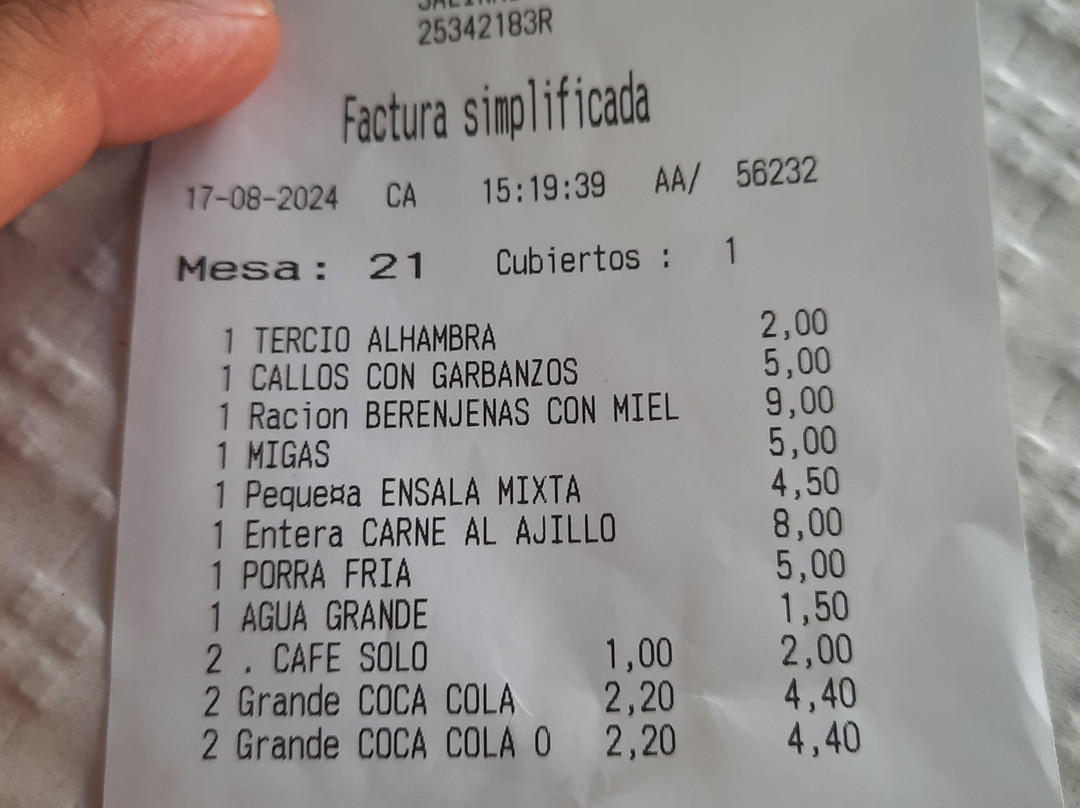 25342183R
Factura simplificada
17-08-2024 CA 15:19:39 AA/ 56232
Mesa: 21 Cubiertos : 1
1 TERCIO ALHAMBRA 2,00
1 CALLOS CON GARBANZOS 5,00
1 Racion BERENJENAS CON MIEL 9,00
1 MIGAS 5,00
1 Peque¤a ENSALA MIXTA 4,50
1 Entera CARNE AL AJILLO 8,00
1 PORRA FRIA 5,00
1 AGUA GRANDE 1,50
2 . CAFE SOLO 1,00 2,00
2 Grande COCA COLA 2,20 4,40
2 Grande COCA COLA O 2,20 4,40